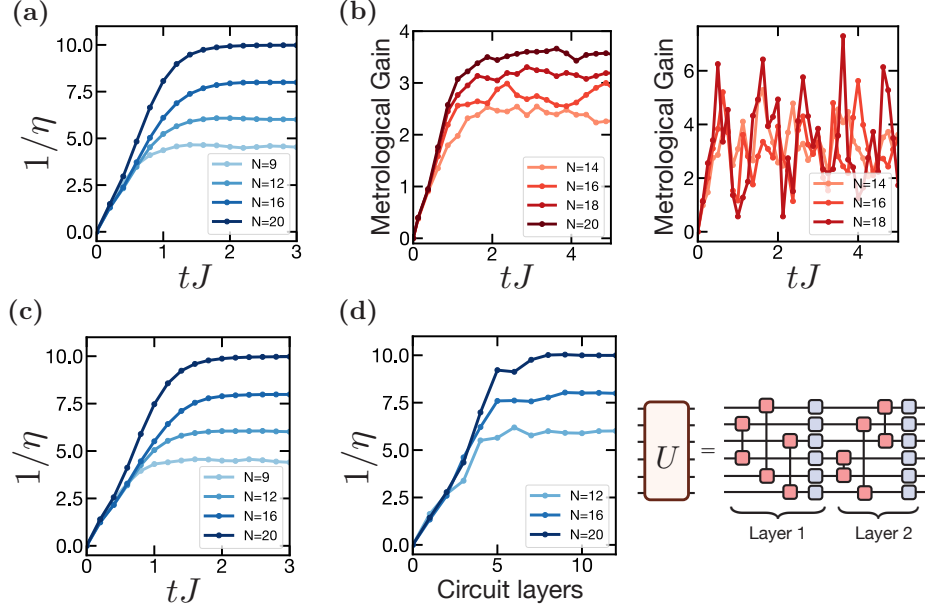 (a)
10.0
7.5
5.0
2.5
0.0
1/η
N=9
N=12
N=16
N=20
0 1 2 3
tJ
(b)
4
3
2
1
0
Metrological Gain
N=14
N=16
N=18
N=20
0 2 4
tJ
6
4
2
0
Metrological Gain
N=14
N=16
N=18
0 2 4
tJ
(c)
10.0
7.5
5.0
2.5
0.0
1/η
N=9
N=12
N=16
N=20
0 1 2 3
tJ
(d)
10.0
7.5
5.0
2.5
0.0
1/η
N=12
N=16
N=20
0 5 10
Circuit layers
U =
Layer 1 Layer 2